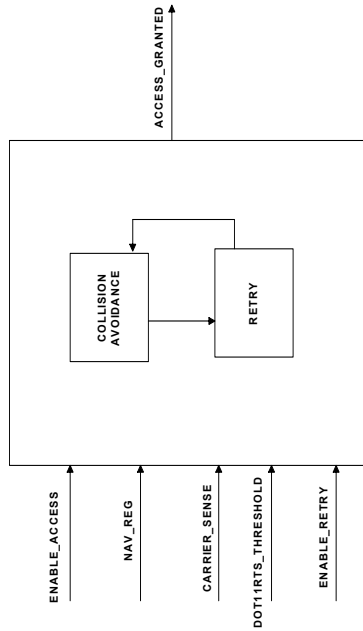 ACCESS_GRANTED
COLLISION
AVOIDANCE
RETRY
ENABLE_ACCESS
NAV_REG
CARRIER_SENSE
DOT11RTS_THRESHOLD
ENABLE_RETRY